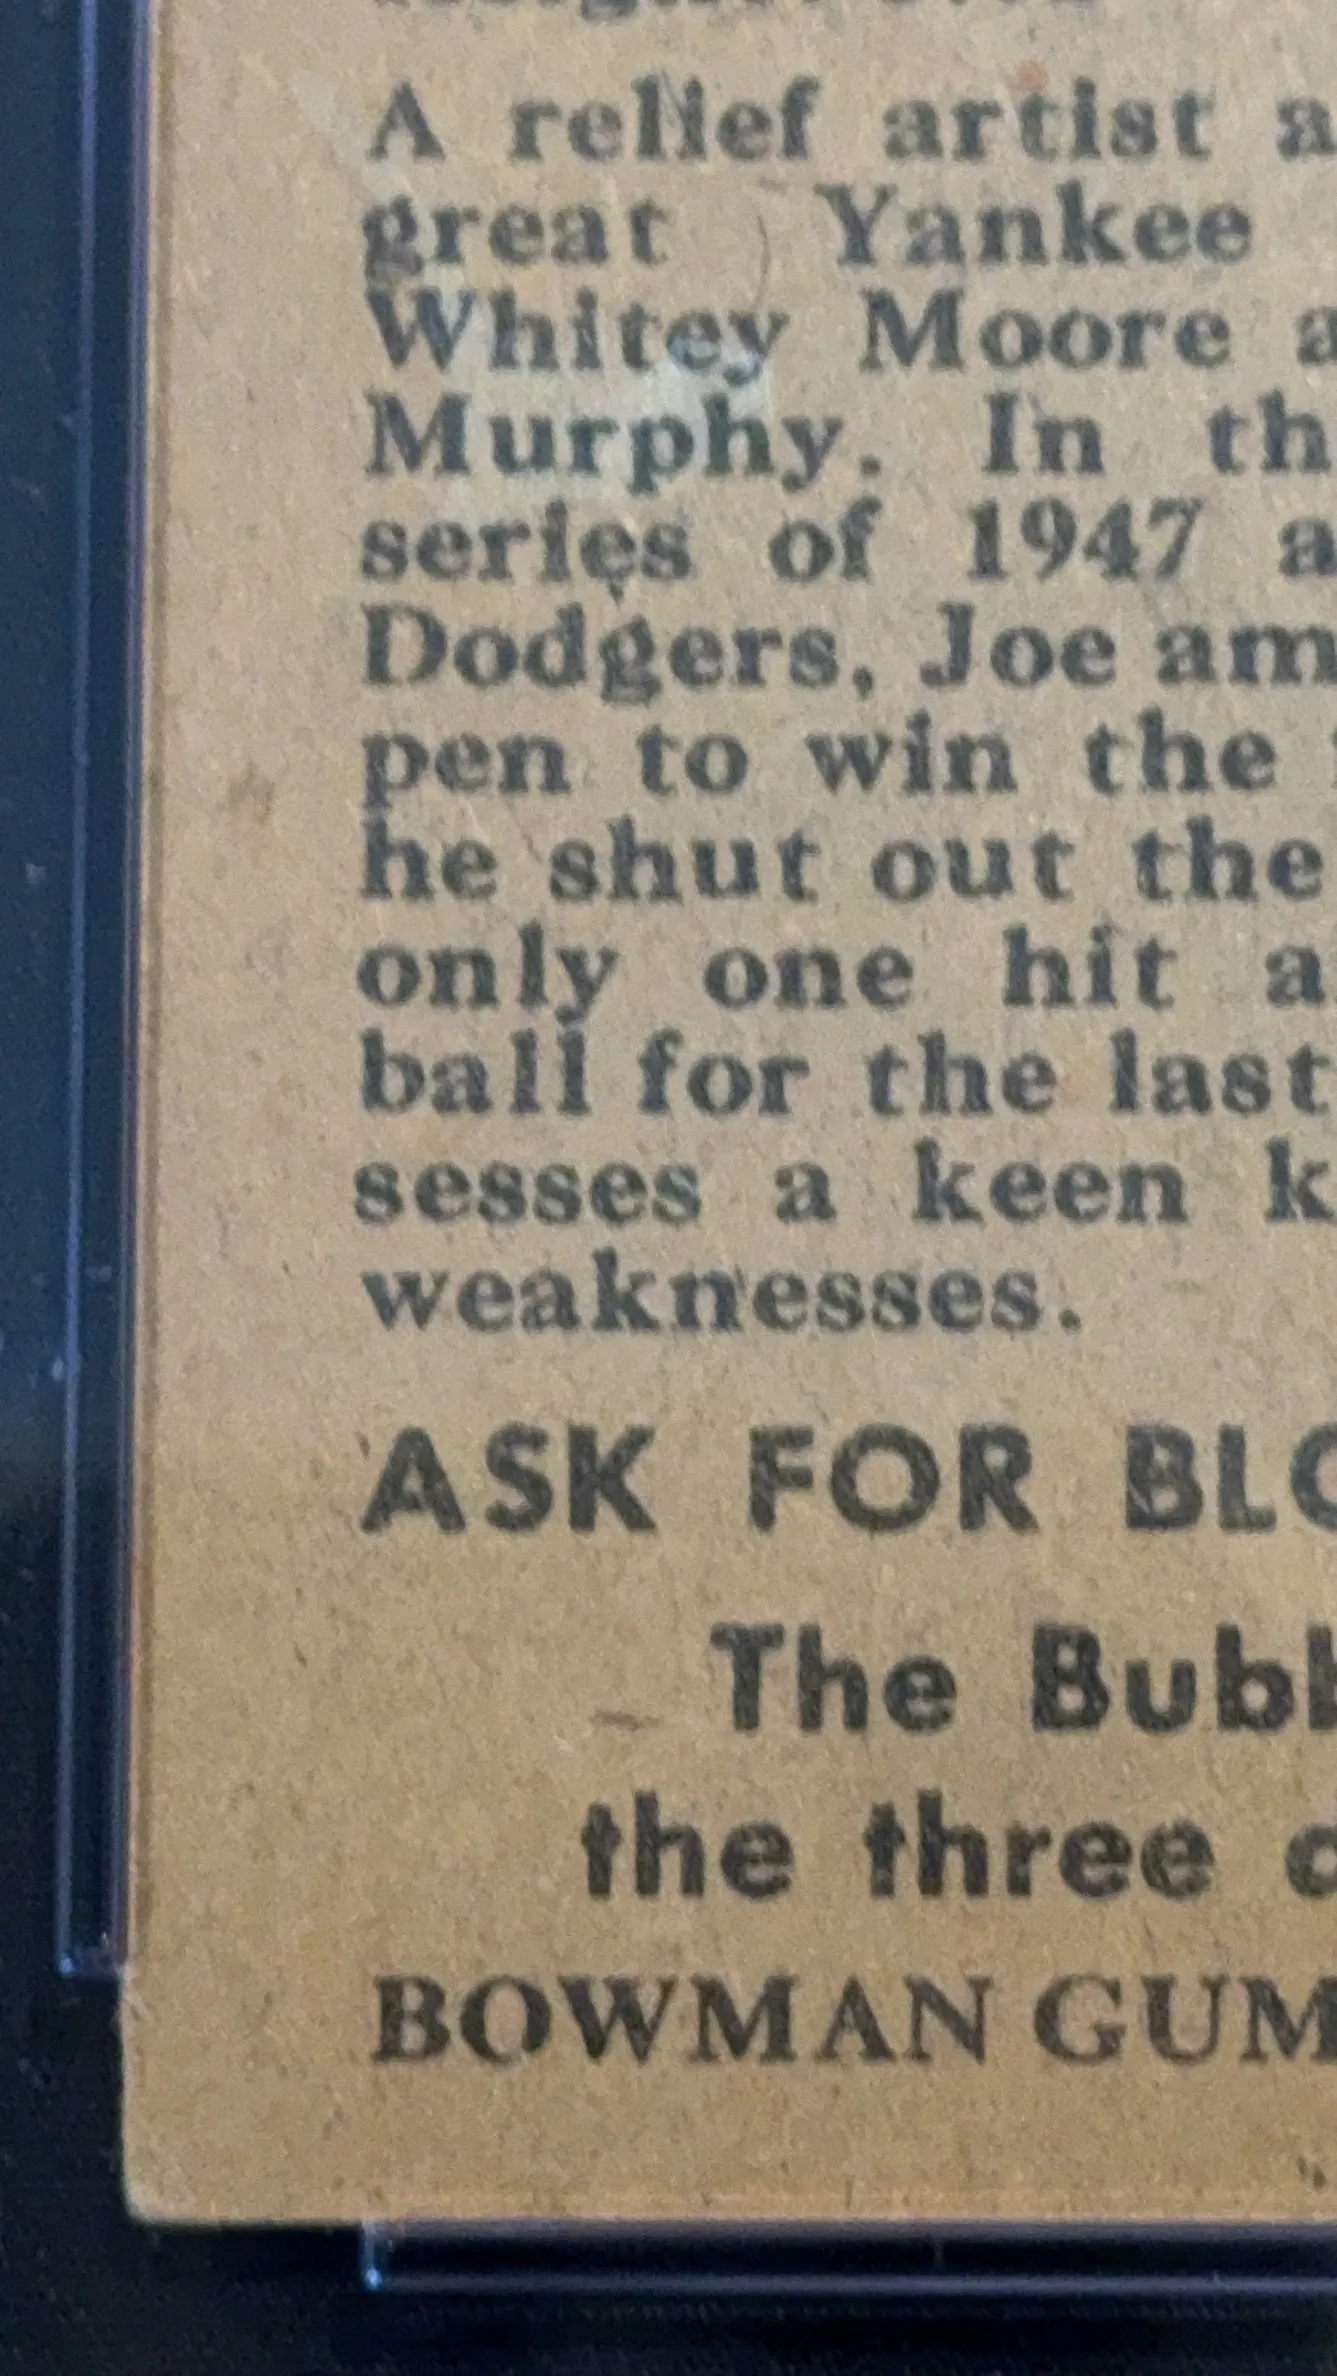 A relief artist a
great Yankee
Whitey Moore a
Murphy. In th
series of 1947 a
Dodgers, Joe am
pen to win the
he shut out the
only one hit a
ball for the last
sesses a keen k
weaknesses.
ASK FOR BLO
The Bubb
the three
BOWMAN GUM